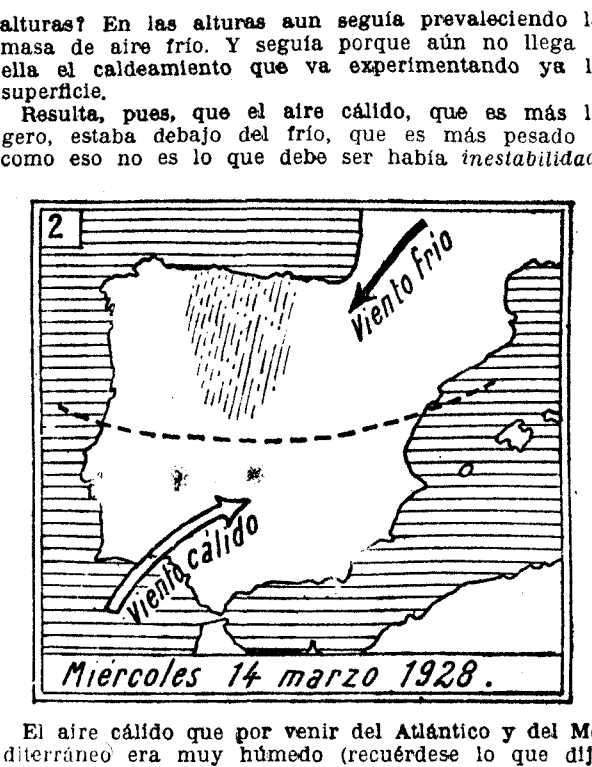 alturas? En las alturas aun seguía prevaleciendo l
masa de aire frío. Y seguía porque aún no llega
ella el caldeamiento que va experimentando ya l
superficie.
Resulta, pues, que el aire cálido, que es más l
gero, estaba debajo del frío, que es más pesado
como eso no es lo que debe ser había inestabilidad
2
Viento frío
Viento cálido
Miércoles 14 marzo 1928.
El aire cálido que por venir del Atlántico y del Me
diterráneo era muy húmedo (recuérdese lo que dij